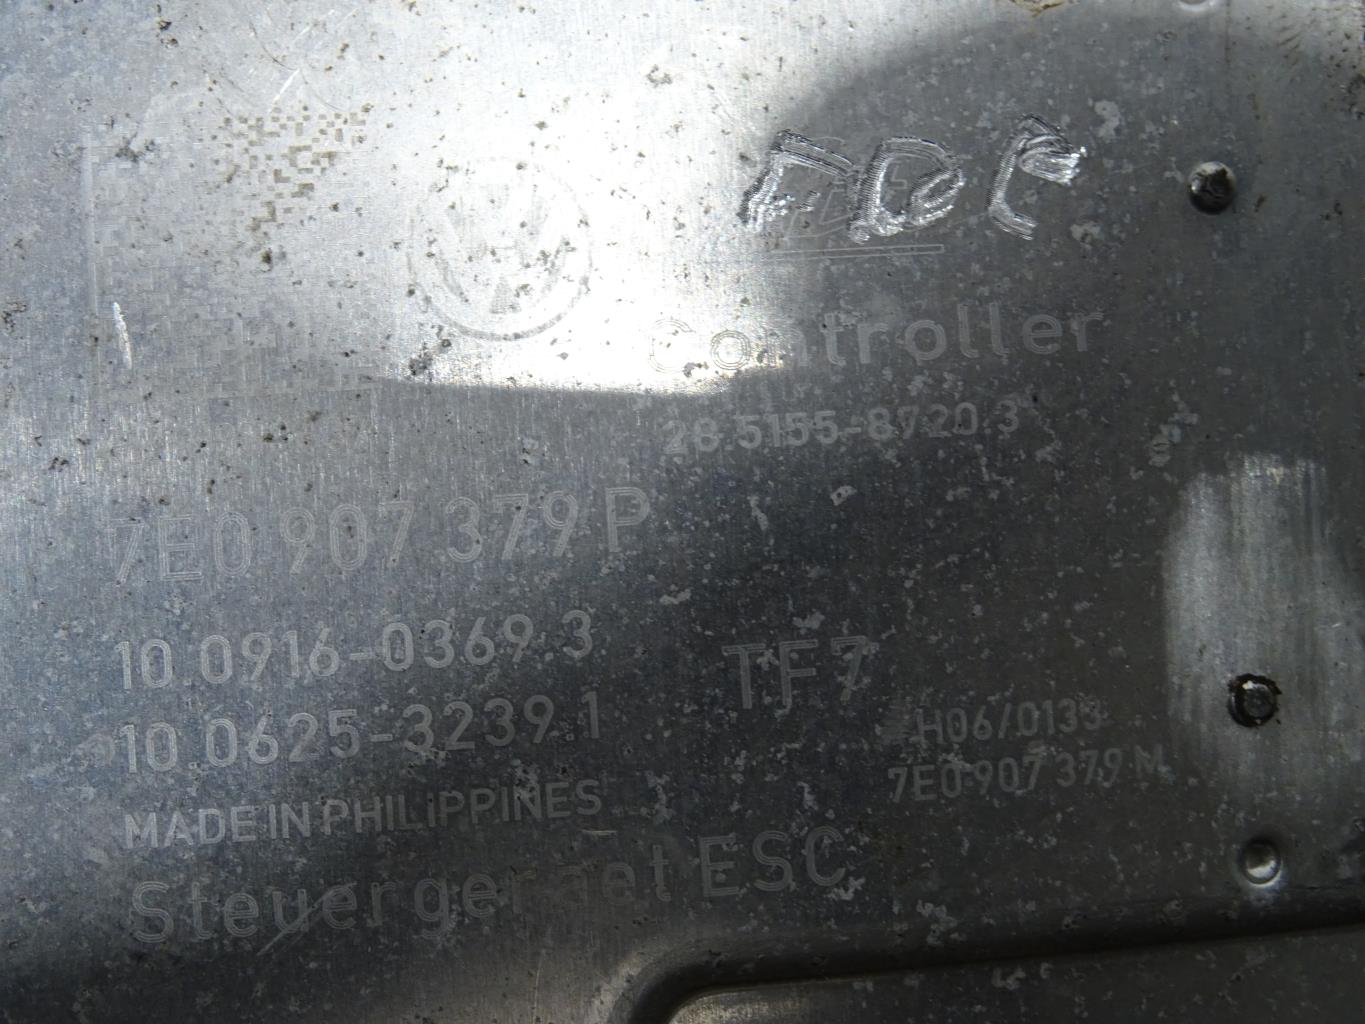 Controller
28.5155-8720.3
7E0 907 379 P
10.0916-0369.3
TF7
10.0625-3239.1
H06/0133
7E0 907 379 M
MADE IN PHILIPPINES
Steuergeraet ESC